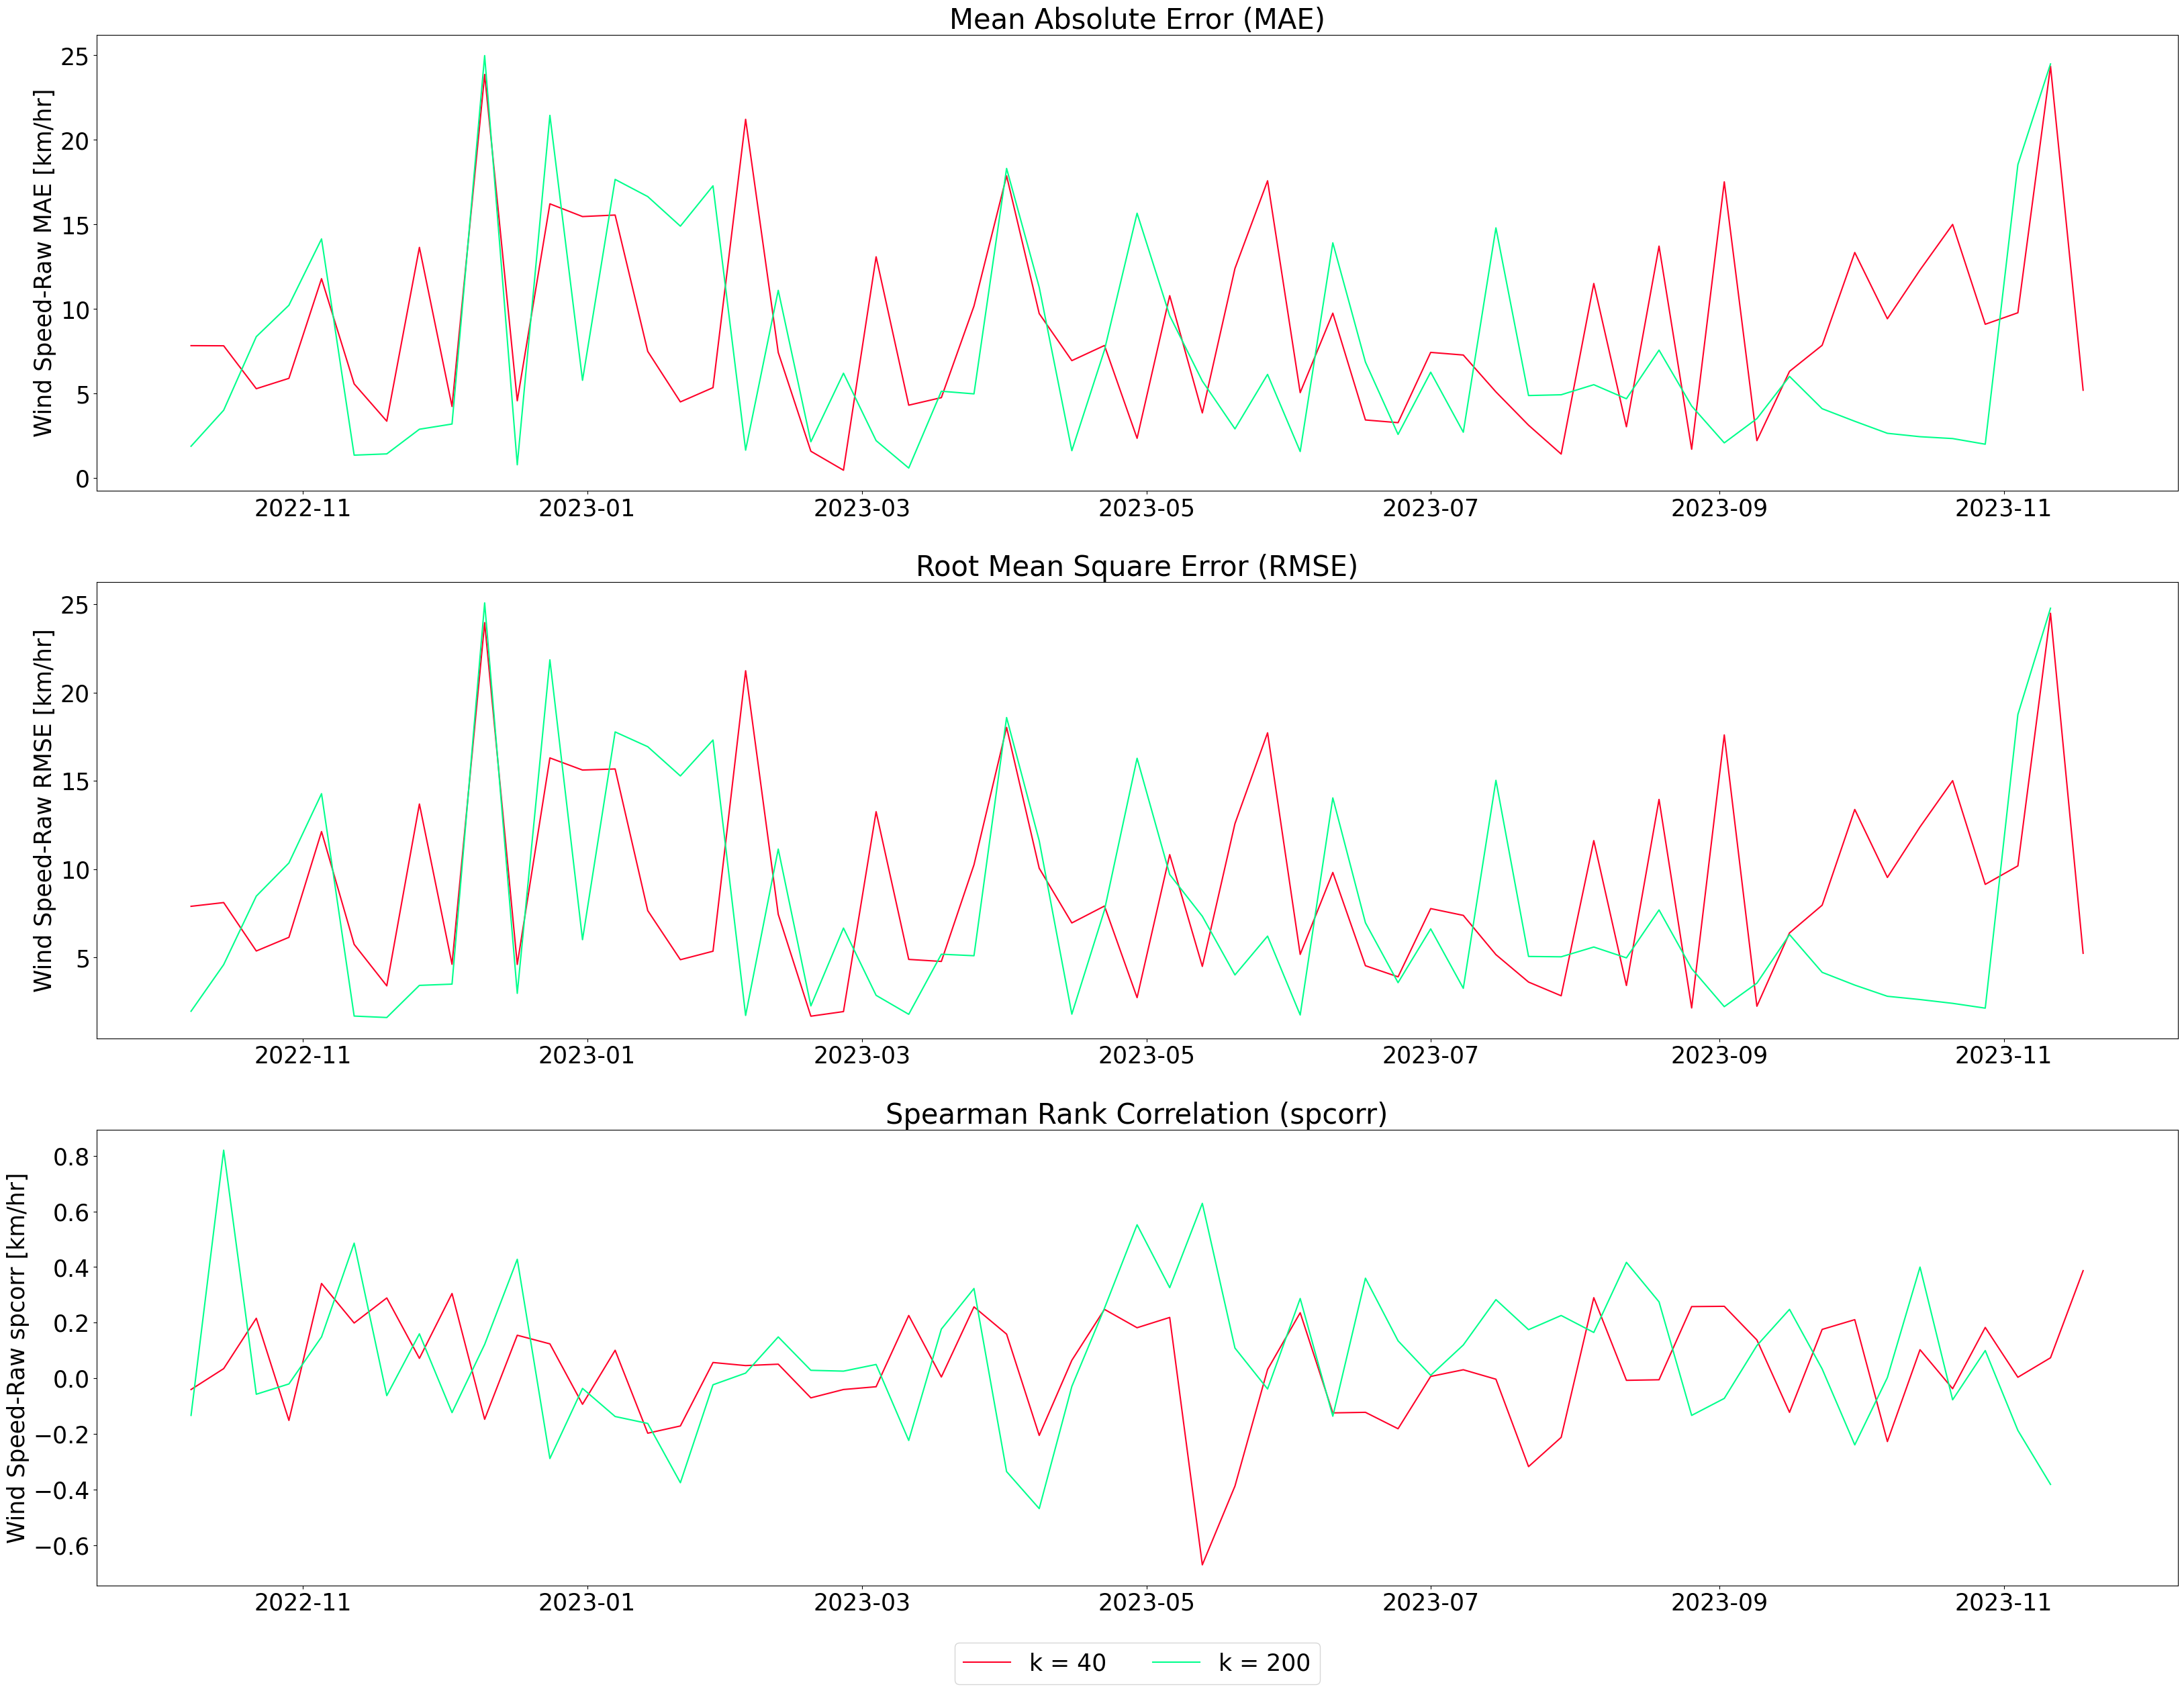 Mean Absolute Error (MAE)
Wind Speed-Raw MAE [km/hr]
25
20
15
10
5
0
2022-11 2023-01 2023-03 2023-05 2023-07 2023-09 2023-11
Root Mean Square Error (RMSE)
Wind Speed-Raw RMSE [km/hr]
25
20
15
10
5
2022-11 2023-01 2023-03 2023-05 2023-07 2023-09 2023-11
Spearman Rank Correlation (spcorr)
Wind Speed-Raw spcorr [km/hr]
0.8
0.6
0.4
0.2
0.0
−0.2
−0.4
−0.6
2022-11 2023-01 2023-03 2023-05 2023-07 2023-09 2023-11
k = 40 k = 200